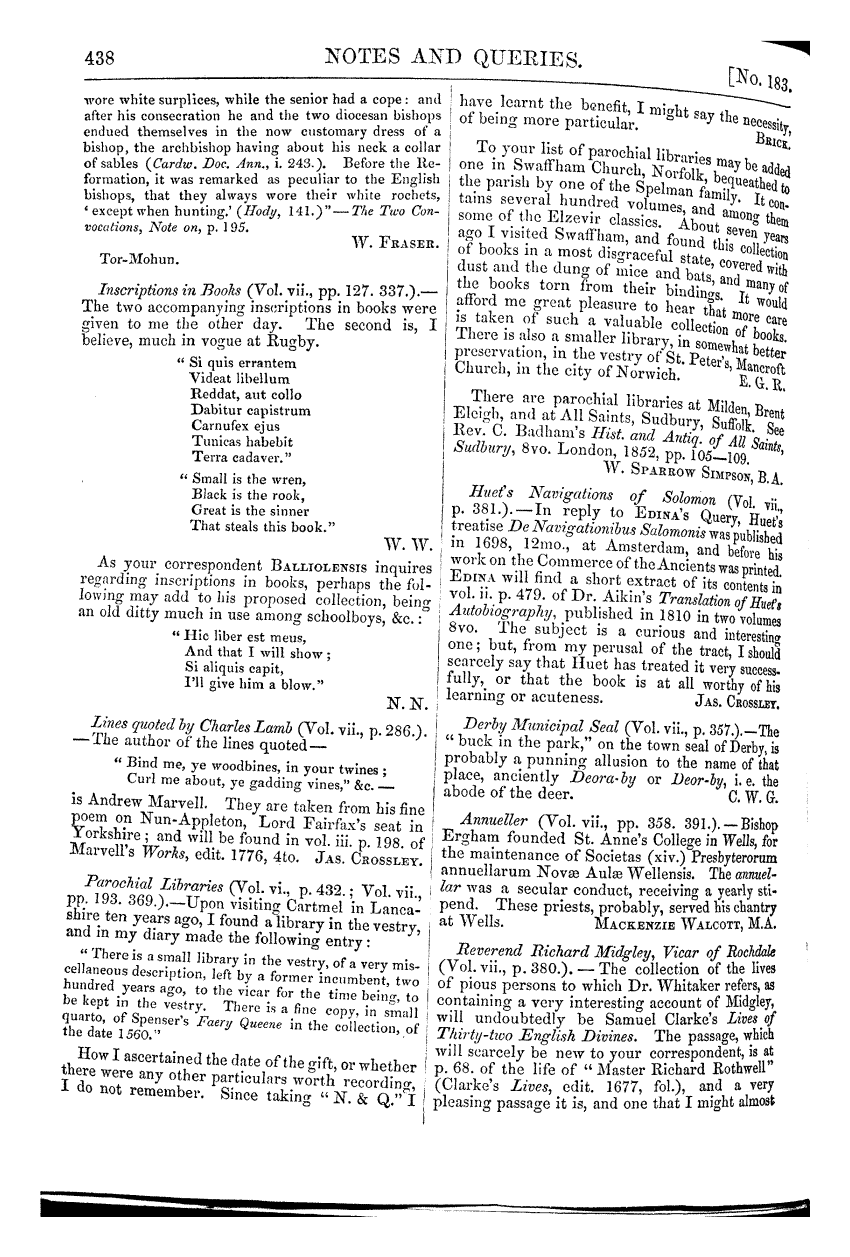 438 NOTES AND QUERIES. [No. 183.
wore white surplices, while the senior had a cope: and
after his consecration he and the two diocesan bishops
endued themselves in the now customary dress of a
bishop, the archbishop having about his neck a collar
of sables (Cardw. Doc. Ann., i. 243.). Before the Re-
formation, it was remarked as peculiar to the English
bishops, that they always wore their white rochets,
‘except when hunting.’ (Hody, 141.)”—The Two Con-
vocations, Note on, p. 195.
W. FRASER.
Tor-Mohun.
Inscriptions in Books (Vol. vii., pp. 127. 337.).—
The two accompanying inscriptions in books were
given to me the other day. The second is, I
believe, much in vogue at Rugby.
“ Si quis errantem
Videat libellum
Reddat, aut collo
Dabitur capistrum
Carnufex ejus
Tunicas habebit
Terra cadaver.”
“ Small is the wren,
Black is the rook,
Great is the sinner
That steals this book.”
W. W.
As your correspondent BALLIOLENSIS inquires
regarding inscriptions in books, perhaps the fol-
lowing may add to his proposed collection, being
an old ditty much in use among schoolboys, &c.:
“ Hic liber est meus,
And that I will show;
Si aliquis capit,
I’ll give him a blow.”
N. N.
Lines quoted by Charles Lamb (Vol. vii., p. 286.).
—The author of the lines quoted—
“ Bind me, ye woodbines, in your twines;
Curl me about, ye gadding vines,” &c.—
is Andrew Marvell. They are taken from his fine
poem on Nun-Appleton, Lord Fairfax’s seat in
Yorkshire; and will be found in vol. iii. p. 198. of
Marvell’s Works, edit. 1776, 4to. JAS. CROSSLEY.
Parochial Libraries (Vol. vi., p. 432.; Vol. vii.,
pp. 193. 369.).—Upon visiting Cartmel in Lanca-
shire ten years ago, I found a library in the vestry,
and in my diary made the following entry:
“ There is a small library in the vestry, of a very mis-
cellaneous description, left by a former incumbent, two
hundred years ago, to the vicar for the time being, to
be kept in the vestry. There is a fine copy, in small
quarto, of Spenser’s Faery Queene in the collection, of
the date 1560.”
How I ascertained the date of the gift, or whether
there were any other particulars worth recording,
I do not remember. Since taking “N. & Q.” I
have learnt the benefit, I might say the necessity,
of being more particular.
BRICK.
To your list of parochial libraries may be added
one in Swaffham Church, Norfolk, bequeathed to
the parish by one of the Spelman family. It con-
tains several hundred volumes, and among them
some of the Elzevir classics. About seven years
ago I visited Swaffham, and found this collection
of books in a most disgraceful state, covered with
dust and the dung of mice and bats, and many of
the books torn from their bindings. It would
afford me great pleasure to hear that more care
is taken of such a valuable collection of books.
There is also a smaller library, in somewhat better
preservation, in the vestry of St. Peter’s, Mancroft
Church, in the city of Norwich. E. G. R.
There are parochial libraries at Milden, Brent
Eleigh, and at All Saints, Sudbury, Suffolk. See
Rev. C. Badham’s Hist. and Antiq. of All Saints,
Sudbury, 8vo. London, 1852, pp. 105—109.
W. SPARROW SIMPSON, B.A.
Huet’s Navigations of Solomon (Vol. vii.,
p. 381.).—In reply to EDINA’s Query, Huet’s
treatise De Navigationibus Salomonis was published
in 1698, 12mo., at Amsterdam, and before his
work on the Commerce of the Ancients was printed.
EDINA will find a short extract of its contents in
vol. ii. p. 479. of Dr. Aikin’s Translation of Huet’s
Autobiography, published in 1810 in two volumes
8vo. The subject is a curious and interesting
one; but, from my perusal of the tract, I should
scarcely say that Huet has treated it very success-
fully, or that the book is at all worthy of his
learning or acuteness. JAS. CROSSLEY.
Derby Municipal Seal (Vol. vii., p. 357.).—The
“buck in the park,” on the town seal of Derby, is
probably a punning allusion to the name of that
place, anciently Deora-by or Deor-by, i. e. the
abode of the deer. C. W. G.
Annueller (Vol. vii., pp. 358. 391.).—Bishop
Ergham founded St. Anne’s College in Wells, for
the maintenance of Societas (xiv.) Presbyterorum
annuellarum Novæ Aulæ Wellensis. The annuel-
lar was a secular conduct, receiving a yearly sti-
pend. These priests, probably, served his chantry
at Wells. MACKENZIE WALCOTT, M.A.
Reverend Richard Midgley, Vicar of Rochdale
(Vol. vii., p. 380.).—The collection of the lives
of pious persons to which Dr. Whitaker refers, as
containing a very interesting account of Midgley,
will undoubtedly be Samuel Clarke’s Lives of
Thirty-two English Divines. The passage, which
will scarcely be new to your correspondent, is at
p. 68. of the life of “Master Richard Rothwell”
(Clarke’s Lives, edit. 1677, fol.), and a very
pleasing passage it is, and one that I might almost